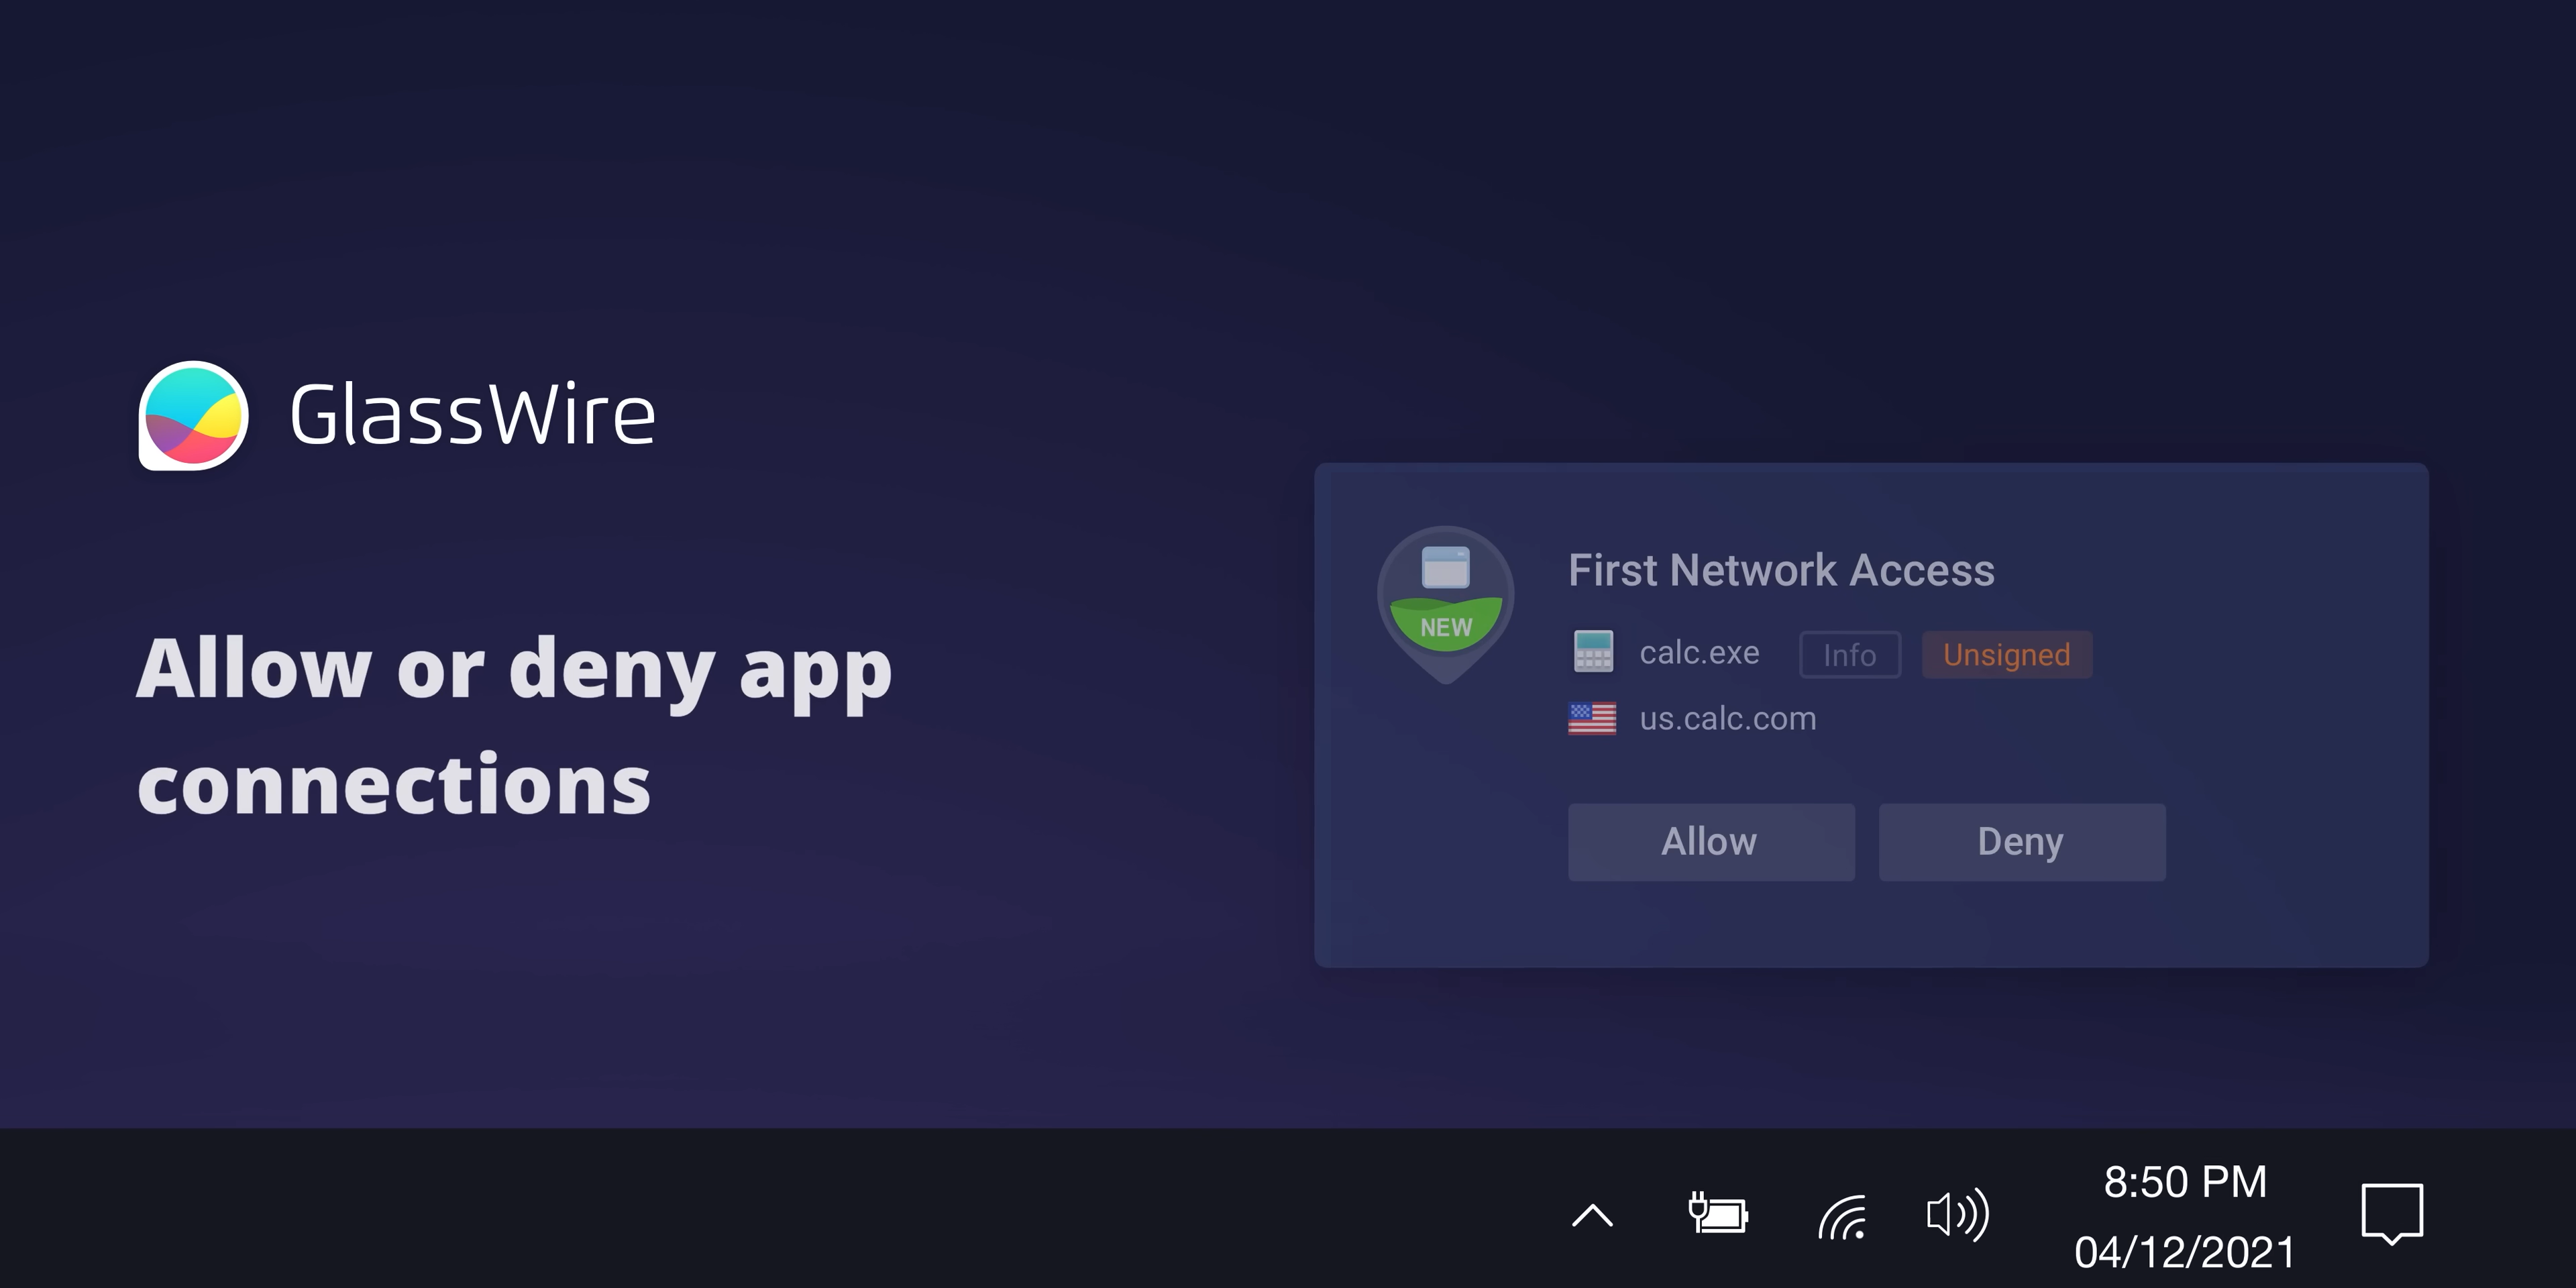 GlassWire
Allow or deny app
connections
First Network Access
NEW
calc.exe Info Unsigned
us.calc.com
Allow Deny
8:50 PM
04/12/2021